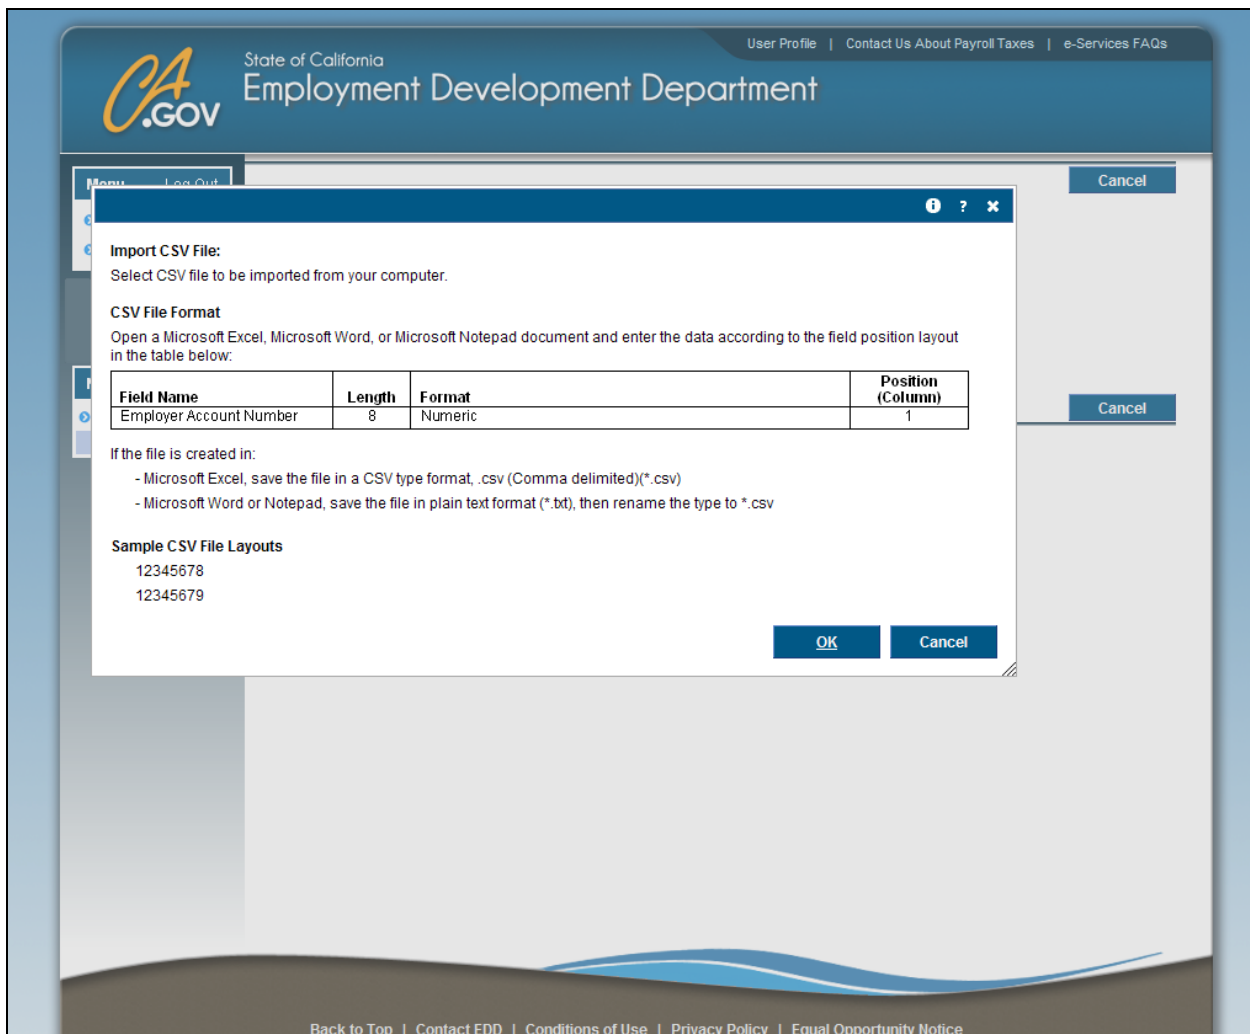 User Profile | Contact Us About Payroll Taxes | e-Services FAQs
CA
.GOV
State of California
Employment Development Department
Menu Log Out
Cancel
Import CSV File:
Select CSV file to be imported from your computer.
CSV File Format
Open a Microsoft Excel, Microsoft Word, or Microsoft Notepad document and enter the data according to the field position layout
in the table below:
Field Name Length Format Position (Column)
Employer Account Number 8 Numeric 1
Cancel
If the file is created in:
- Microsoft Excel, save the file in a CSV type format, .csv (Comma delimited)(*.csv)
- Microsoft Word or Notepad, save the file in plain text format (*.txt), then rename the type to *.csv
Sample CSV File Layouts
12345678
12345679
OK Cancel
Back to Top | Contact EDD | Conditions of Use | Privacy Policy | Equal Opportunity Notice